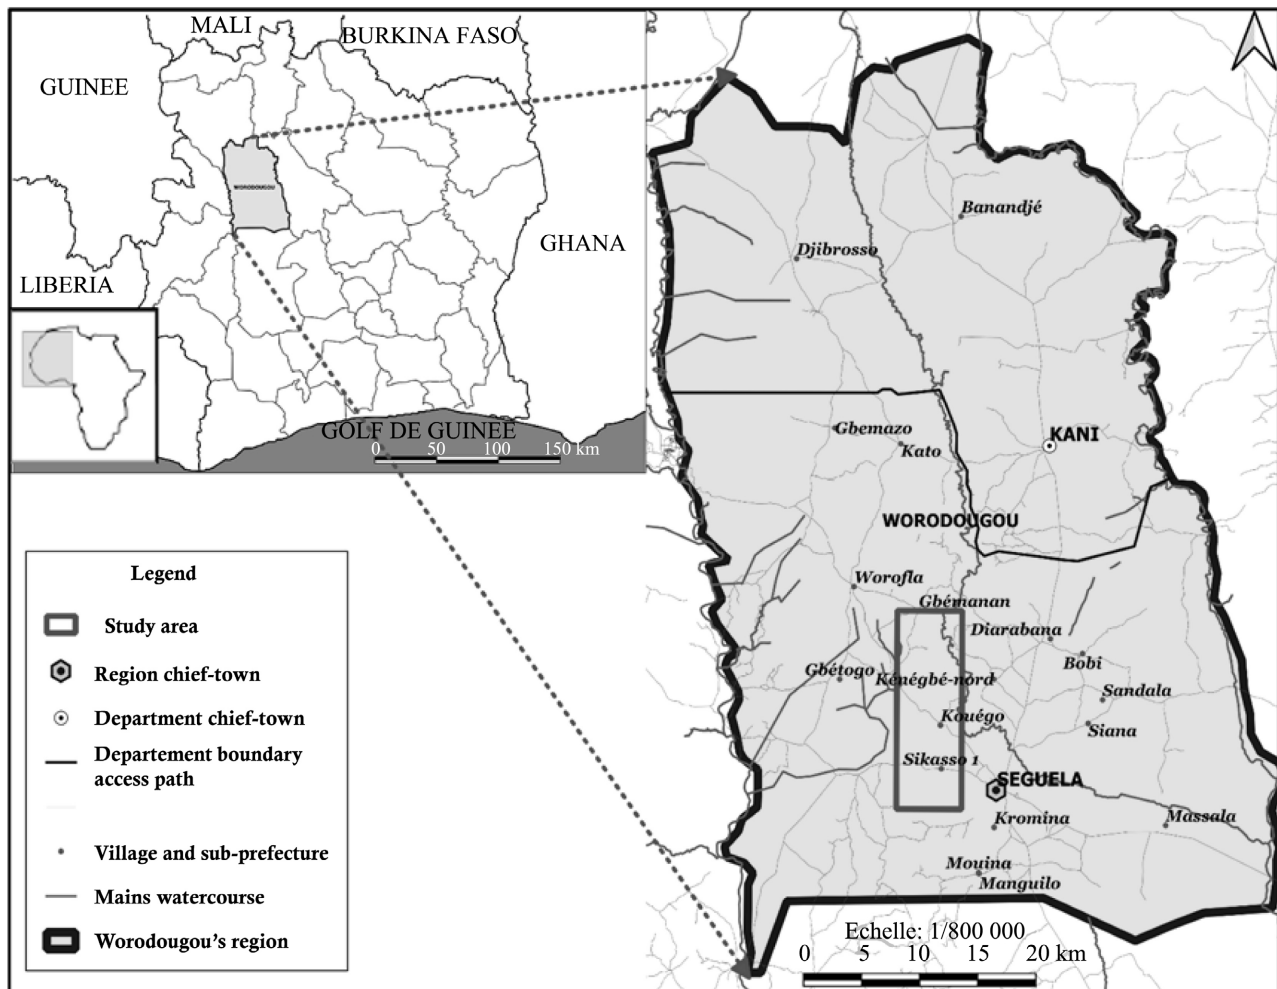 MALI
BURKINA FASO
GUINEE
WORODOUGOU
GHANA
LIBERIA
GOLF DE GUINEE
0 50 100 150 km
Legend
Study area
Region chief-town
Department chief-town
Departement boundary
access path
Village and sub-prefecture
Mains watercourse
Worodougou's region
Banandjé
Djibrosso
Gbemazo
Kato
KANI
WORODOUGOU
Worofla
Gbémanan
Diarabana
Bobi
Gbétogo
Kénégbé-nord
Sandala
Kouégo
Siana
Sikasso 1
SEGUELA
Kromina
Massala
Mouina
Manguilo
Echelle: 1/800 000
0 5 10 15 20 km